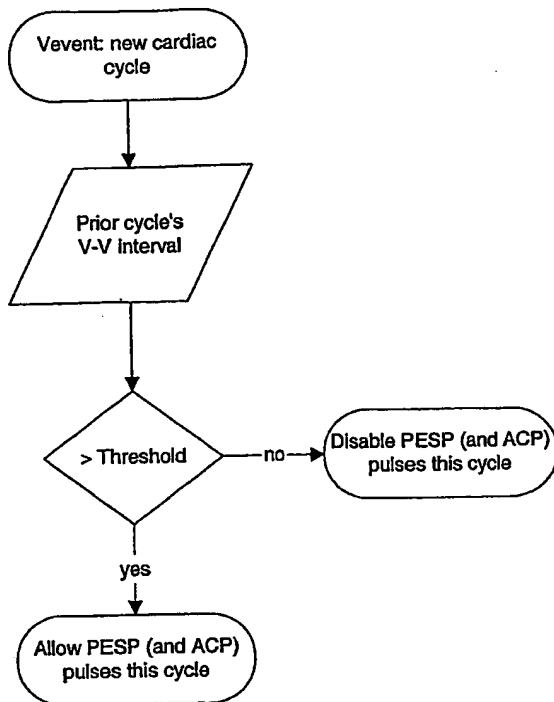 Vevent: new cardiac
cycle
Prior cycle's
V-V interval
> Threshold
no
Disable PESP (and ACP)
pulses this cycle
yes
Allow PESP (and ACP)
pulses this cycle